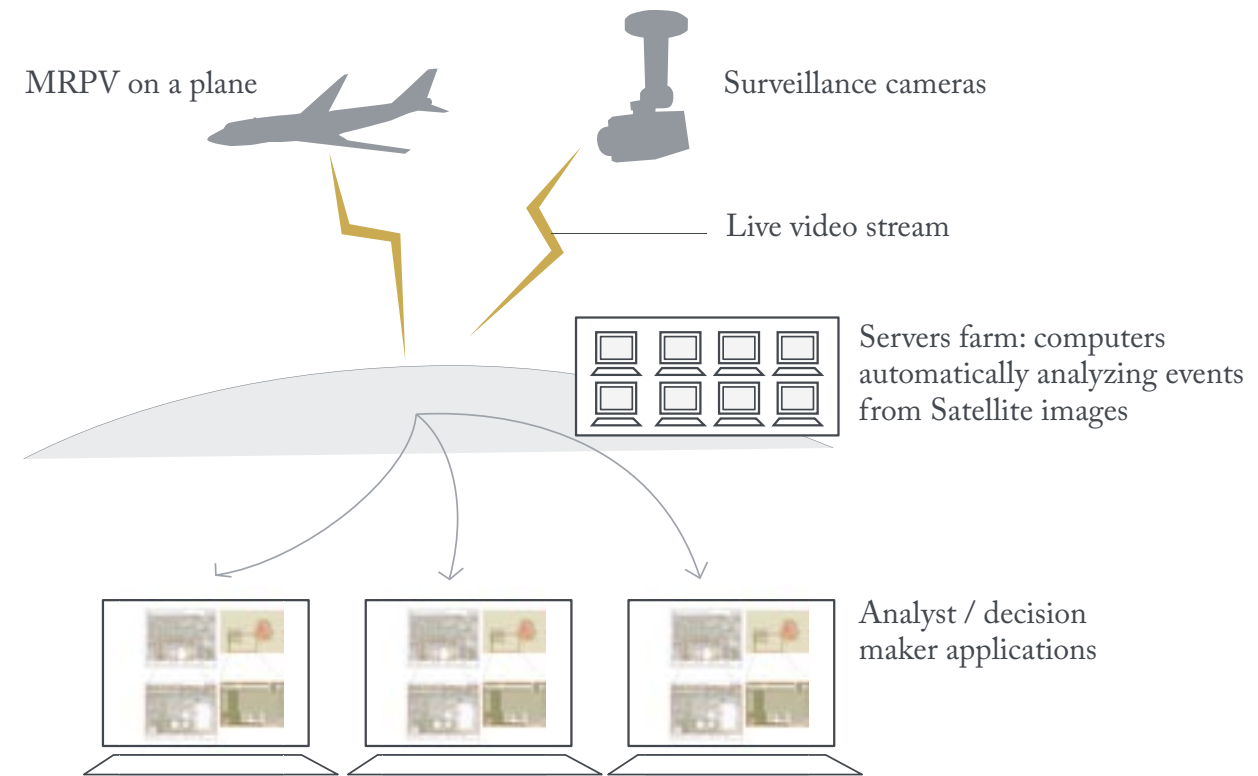 MRPV on a plane
Surveillance cameras
Live video stream
Servers farm: computers
automatically analyzing events
from Satellite images
Analyst / decision
maker applications